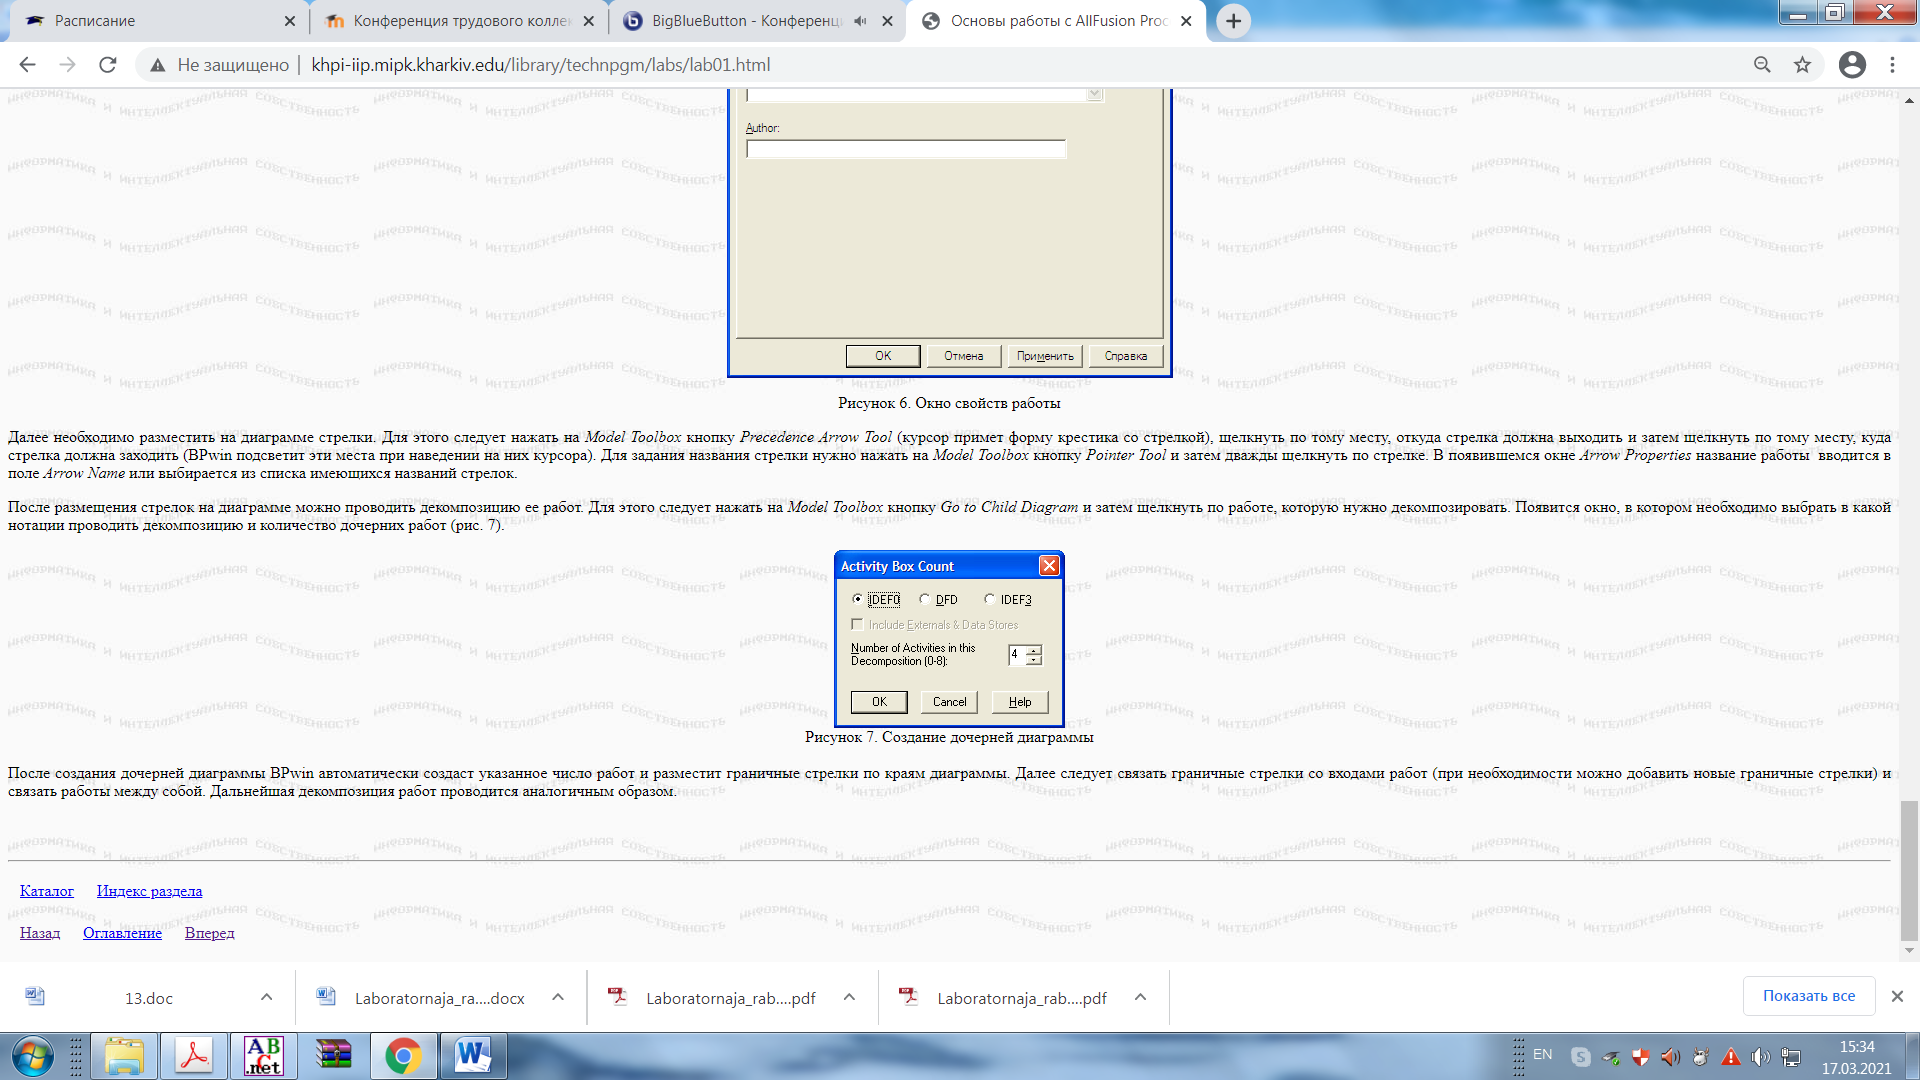 Расписание
Конференция трудового колле
BigBlueButton - Конференци
Основы работы с AllFusion Proc
Не защищено
khpi-iip.mipk.kharkiv.edu/library/technpgm/labs/lab01.html
Author:
OK Отмена Применить Справка
Рисунок 6. Окно свойств работы
Далее необходимо разместить на диаграмме стрелки. Для этого следует нажать на Model Toolbox кнопку Precedence Arrow Tool (курсор примет форму крестика со стрелкой), щелкнуть по тому месту, откуда стрелка должна выходить и затем щелкнуть по тому месту, куда
стрелка должна заходить (BPwin подсветит эти места при наведении на них курсора). Для задания названия стрелки нужно нажать на Model Toolbox кнопку Pointer Tool и затем дважды щелкнуть по стрелке. В появившемся окне Arrow Properties название работы вводится в
поле Arrow Name или выбирается из списка имеющихся названий стрелок.
После размещения стрелок на диаграмме можно проводить декомпозицию ее работ. Для этого следует нажать на Model Toolbox кнопку Go to Child Diagram и затем щелкнуть по работе, которую нужно декомпозировать. Появится окно, в котором необходимо выбрать в какой
нотации проводить декомпозицию и количество дочерних работ (рис. 7).
Activity Box Count
IDEF0 DFD IDEF3
Include Externals & Data Stores
Number of Activities in this
Decomposition (0-8):
4
OK Cancel Help
Рисунок 7. Создание дочерней диаграммы
После создания дочерней диаграммы BPwin автоматически создаст указанное число работ и разместит граничные стрелки по краям диаграммы. Далее следует связать граничные стрелки со входами работ (при необходимости можно добавить новые граничные стрелки) и
связать работы между собой. Дальнейшая декомпозиция работ проводится аналогичным образом.
Каталог Индекс раздела
Назад Оглавление Вперед
13.doc
Laboratornaja_ra....docx
Laboratornaja_rab....pdf
Laboratornaja_rab....pdf
Показать все
AB
C
.net
EN
15:34
17.03.2021
информатика и интеллектуальная собственность